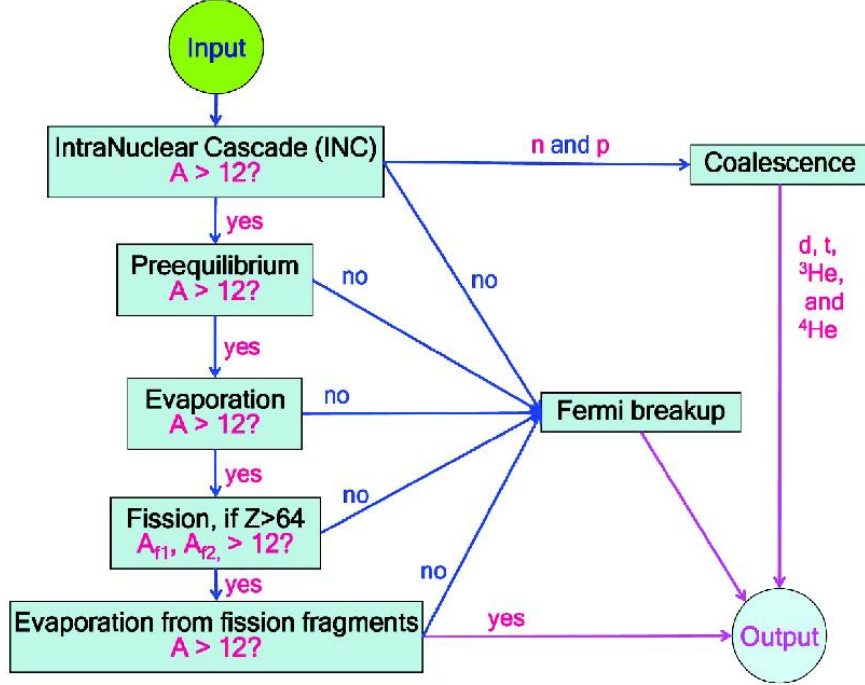 Input
IntraNuclear Cascade (INC)
A > 12?
n and p
Coalescence
yes
d, t,
³He,
and
⁴He
Preequilibrium
A > 12?
no
no
yes
Evaporation
A > 12?
no
Fermi breakup
yes
Fission, if Z>64
A_f1, A_f2, > 12?
no
yes
no
Evaporation from fission fragments
A > 12?
yes
Output